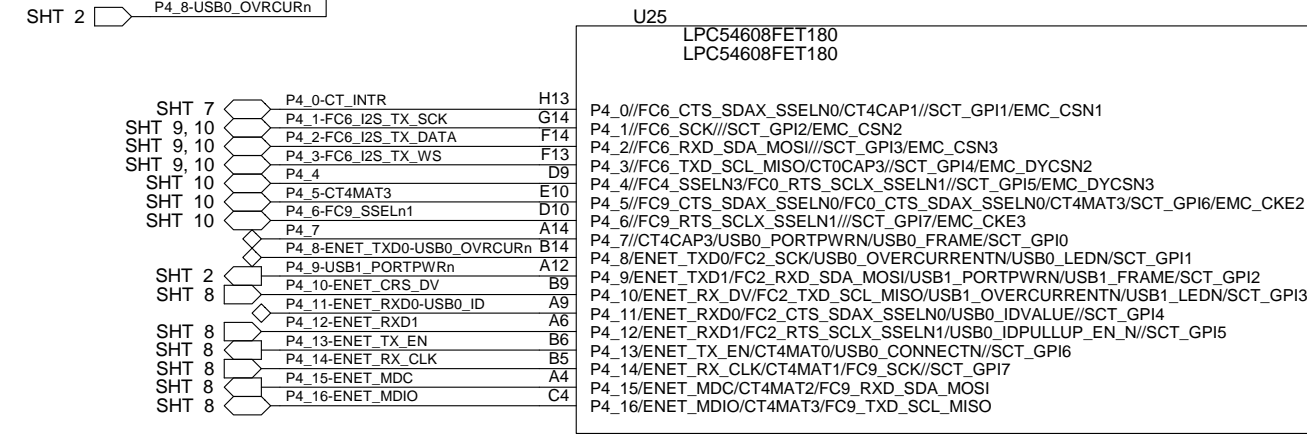 SHT 2 P4_8-USB0_OVRCURn
U25
LPC54608FET180
LPC54608FET180
SHT 7 P4_0-CT_INTR H13 P4_0//FC6_CTS_SDAX_SSELN0/CT4CAP1//SCT_GPI1/EMC_CSN1
SHT 9, 10 P4_1-FC6_I2S_TX_SCK G14 P4_1//FC6_SCK///SCT_GPI2/EMC_CSN2
SHT 9, 10 P4_2-FC6_I2S_TX_DATA F14 P4_2//FC6_RXD_SDA_MOSI///SCT_GPI3/EMC_CSN3
SHT 9, 10 P4_3-FC6_I2S_TX_WS F13 P4_3//FC6_TXD_SCL_MISO/CT0CAP3//SCT_GPI4/EMC_DYCSN2
SHT 10 P4_4 D9 P4_4//FC4_SSELN3/FC0_RTS_SCLX_SSELN1//SCT_GPI5/EMC_DYCSN3
SHT 10 P4_5-CT4MAT3 E10 P4_5//FC9_CTS_SDAX_SSELN0/FC0_CTS_SDAX_SSELN0/CT4MAT3/SCT_GPI6/EMC_CKE2
SHT 10 P4_6-FC9_SSELn1 D10 P4_6//FC9_RTS_SCLX_SSELN1///SCT_GPI7/EMC_CKE3
P4_7 A14 P4_7//CT4CAP3/USB0_PORTPWRN/USB0_FRAME/SCT_GPI0
P4_8-ENET_TXD0-USB0_OVRCURn B14 P4_8/ENET_TXD0/FC2_SCK/USB0_OVERCURRENTN/USB0_LEDN/SCT_GPI1
SHT 2 P4_9-USB1_PORTPWRn A12 P4_9/ENET_TXD1/FC2_RXD_SDA_MOSI/USB1_PORTPWRN/USB1_FRAME/SCT_GPI2
SHT 8 P4_10-ENET_CRS_DV B9 P4_10/ENET_RX_DV/FC2_TXD_SCL_MISO/USB1_OVERCURRENTN/USB1_LEDN/SCT_GPI3
P4_11-ENET_RXD0-USB0_ID A9 P4_11/ENET_RXD0/FC2_CTS_SDAX_SSELN0/USB0_IDVALUE//SCT_GPI4
SHT 8 P4_12-ENET_RXD1 A6 P4_12/ENET_RXD1/FC2_RTS_SCLX_SSELN1/USB0_IDPULLUP_EN_N//SCT_GPI5
SHT 8 P4_13-ENET_TX_EN B6 P4_13/ENET_TX_EN/CT4MAT0/USB0_CONNECTN//SCT_GPI6
SHT 8 P4_14-ENET_RX_CLK B5 P4_14/ENET_RX_CLK/CT4MAT1/FC9_SCK//SCT_GPI7
SHT 8 P4_15-ENET_MDC A4 P4_15/ENET_MDC/CT4MAT2/FC9_RXD_SDA_MOSI
SHT 8 P4_16-ENET_MDIO C4 P4_16/ENET_MDIO/CT4MAT3/FC9_TXD_SCL_MISO